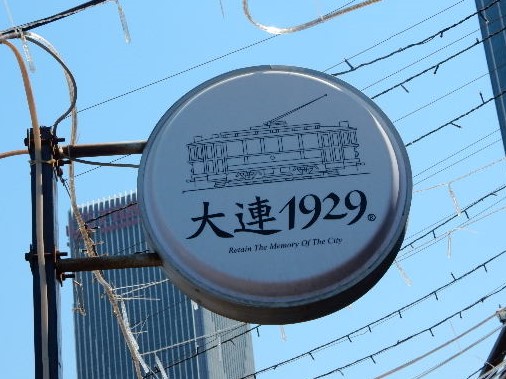 大連1929®
Retain The Memory Of The City